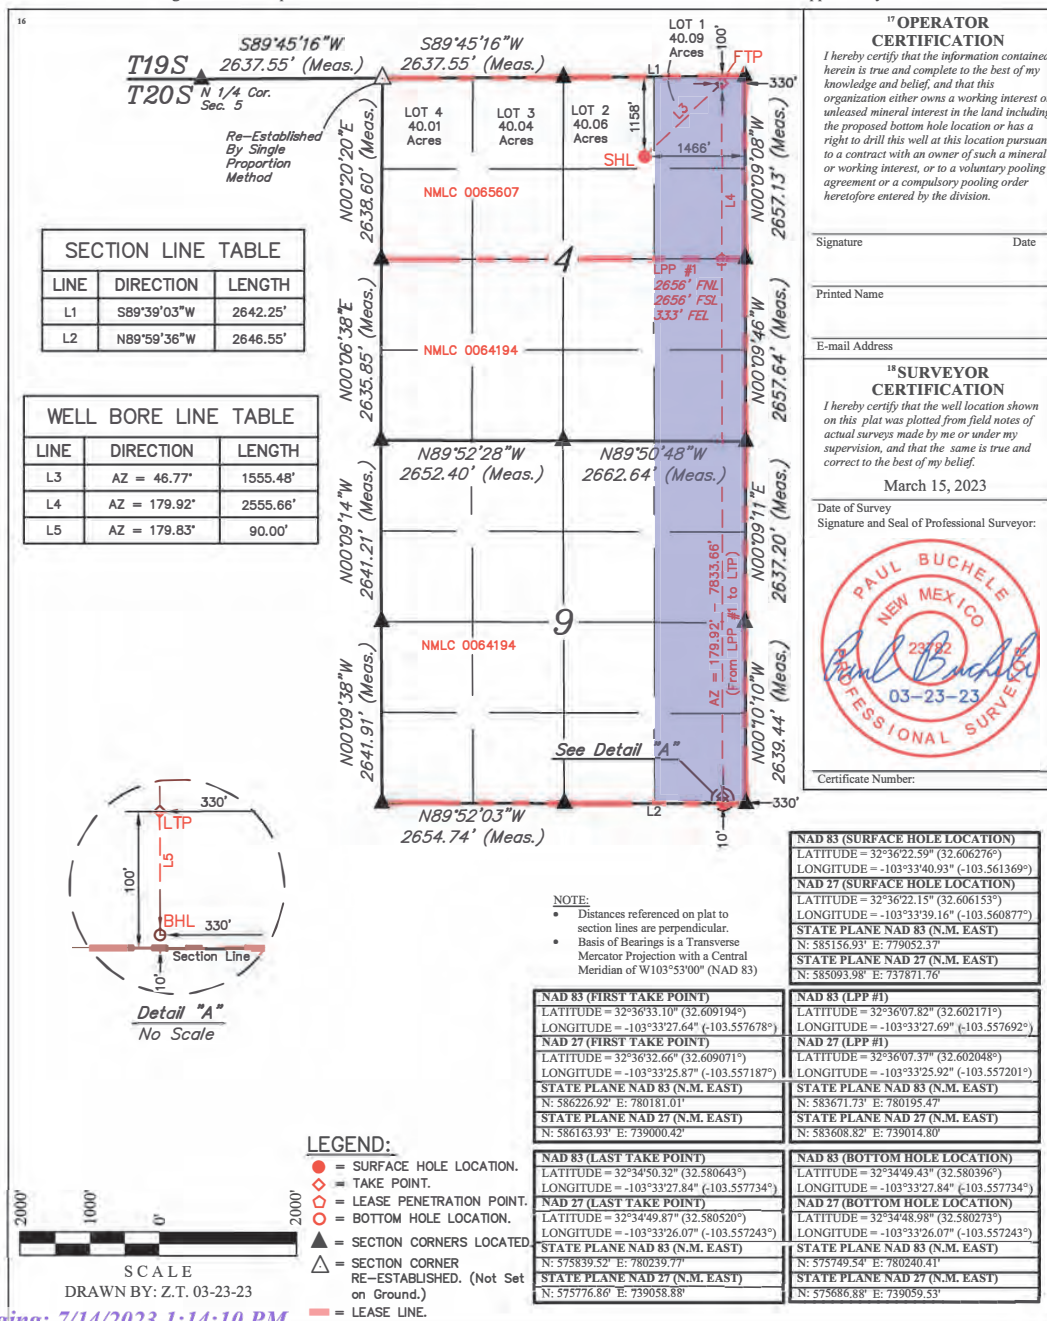 16
T19S
T20S
N 1/4 Cor.
Sec. 5
S89°45'16"W
2637.55' (Meas.)
S89°45'16"W
2637.55' (Meas.)
LOT 1
40.09
Acres
100'
FTP
L1
330'
Re-Established
By Single
Proportion
Method
LOT 4
40.01
Acres
LOT 3
40.04
Acres
LOT 2
40.06
Acres
1158'
L3
SHL
1466'
N00°20'20"E
2638.60' (Meas.)
N00°09'08"W
2657.13' (Meas.)
NMLC 0065607
L4
4
LPP #1
2656' FNL
2656' FSL
333' FEL
N00°06'38"E
2635.85' (Meas.)
N00°09'46"W
2657.64' (Meas.)
NMLC 0064194
N89°52'28"W
2652.40' (Meas.)
N89°50'48"W
2662.64' (Meas.)
N00°09'14"W
2641.21' (Meas.)
N00°09'11"E
2637.20' (Meas.)
AZ = 179.92° - 7833.66'
(From LPP #1 to LTP)
9
NMLC 0064194
N00°09'38"W
2641.91' (Meas.)
N00°10'10"W
2639.44' (Meas.)
See Detail "A"
L2
330'
10'
N89°52'03"W
2654.74' (Meas.)
SECTION LINE TABLE
LINE DIRECTION LENGTH
L1 S89°39'03"W 2642.25'
L2 N89°59'36"W 2646.55'
WELL BORE LINE TABLE
LINE DIRECTION LENGTH
L3 AZ = 46.77° 1555.48'
L4 AZ = 179.92° 2555.66'
L5 AZ = 179.83° 90.00'
17 OPERATOR
CERTIFICATION
I hereby certify that the information contained
herein is true and complete to the best of my
knowledge and belief, and that this
organization either owns a working interest o
unleased mineral interest in the land including
the proposed bottom hole location or has a
right to drill this well at this location pursuan
to a contract with an owner of such a mineral
or working interest, or to a voluntary pooling
agreement or a compulsory pooling order
heretofore entered by the division.
Signature Date
Printed Name
E-mail Address
18 SURVEYOR
CERTIFICATION
I hereby certify that the well location shown
on this plat was plotted from field notes of
actual surveys made by me or under my
supervision, and that the same is true and
correct to the best of my belief.
March 15, 2023
Date of Survey
Signature and Seal of Professional Surveyor:
PAUL BUCHELE
NEW MEXICO
23782
Paul Buchele
03-23-23
PROFESSIONAL SURVEYOR
Certificate Number:
330'
LTP
L5
100'
BHL
330'
Section Line
10'
Detail "A"
No Scale
NOTE:
• Distances referenced on plat to
section lines are perpendicular.
• Basis of Bearings is a Transverse
Mercator Projection with a Central
Meridian of W103°53'00" (NAD 83)
NAD 83 (SURFACE HOLE LOCATION)
LATITUDE = 32°36'22.59" (32.606276°)
LONGITUDE = -103°33'40.93" (-103.561369°)
NAD 27 (SURFACE HOLE LOCATION)
LATITUDE = 32°36'22.15" (32.606153°)
LONGITUDE = -103°33'39.16" (-103.560877°)
STATE PLANE NAD 83 (N.M. EAST)
N: 585156.93' E: 779052.37'
STATE PLANE NAD 27 (N.M. EAST)
N: 585093.98' E: 737871.76'
NAD 83 (FIRST TAKE POINT)
LATITUDE = 32°36'33.10" (32.609194°)
LONGITUDE = -103°33'27.64" (-103.557678°)
NAD 27 (FIRST TAKE POINT)
LATITUDE = 32°36'32.66" (32.609071°)
LONGITUDE = -103°33'25.87" (-103.557187°)
STATE PLANE NAD 83 (N.M. EAST)
N: 586226.92' E: 780181.01'
STATE PLANE NAD 27 (N.M. EAST)
N: 586163.93' E: 739000.42'
NAD 83 (LPP #1)
LATITUDE = 32°36'07.82" (32.602171°)
LONGITUDE = -103°33'27.69" (-103.557692°)
NAD 27 (LPP #1)
LATITUDE = 32°36'07.37" (32.602048°)
LONGITUDE = -103°33'25.92" (-103.557201°)
STATE PLANE NAD 83 (N.M. EAST)
N: 583671.73' E: 780195.47'
STATE PLANE NAD 27 (N.M. EAST)
N: 583608.82' E: 739014.80'
NAD 83 (LAST TAKE POINT)
LATITUDE = 32°34'50.32" (32.580643°)
LONGITUDE = -103°33'27.84" (-103.557734°)
NAD 27 (LAST TAKE POINT)
LATITUDE = 32°34'49.87" (32.580520°)
LONGITUDE = -103°33'26.07" (-103.557243°)
STATE PLANE NAD 83 (N.M. EAST)
N: 575839.52' E: 780239.77'
STATE PLANE NAD 27 (N.M. EAST)
N: 575776.86' E: 739058.88'
NAD 83 (BOTTOM HOLE LOCATION)
LATITUDE = 32°34'49.43" (32.580396°)
LONGITUDE = -103°33'27.84" (-103.557734°)
NAD 27 (BOTTOM HOLE LOCATION)
LATITUDE = 32°34'48.98" (32.580273°)
LONGITUDE = -103°33'26.07" (-103.557243°)
STATE PLANE NAD 83 (N.M. EAST)
N: 575749.54' E: 780240.41'
STATE PLANE NAD 27 (N.M. EAST)
N: 575686.88' E: 739059.53'
LEGEND:
= SURFACE HOLE LOCATION.
= TAKE POINT.
= LEASE PENETRATION POINT.
= BOTTOM HOLE LOCATION.
= SECTION CORNERS LOCATED.
= SECTION CORNER
RE-ESTABLISHED. (Not Set
on Ground.)
= LEASE LINE.
2000' 1000' 0' 2000'
SCALE
DRAWN BY: Z.T. 03-23-23
ging: 7/14/2023 1:14:10 PM